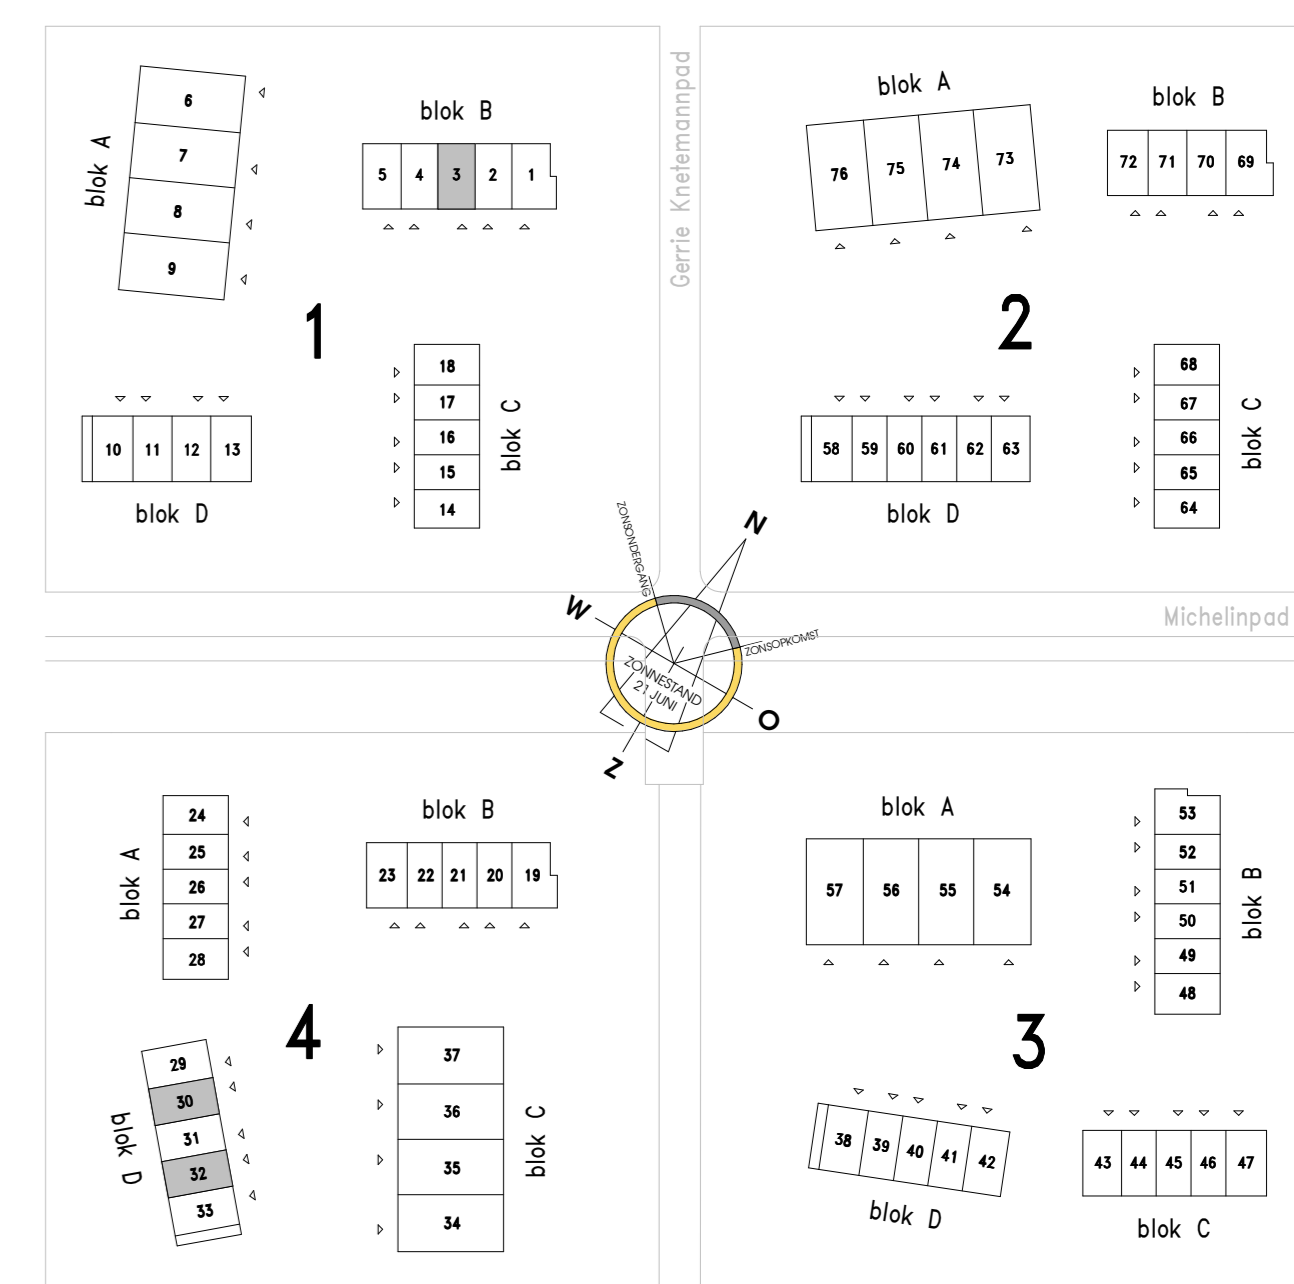 Gerrie Knetemannpad
Michelinpad
1
blok A
6
7
8
9
blok B
5 4 3 2 1
blok C
18
17
16
15
14
10 11 12 13
blok D
2
blok A
76 75 74 73
blok B
72 71 70 69
blok C
68
67
66
65
64
58 59 60 61 62 63
blok D
N
W
O
Z
ZONSONDERGANG
ZONSOPKOMST
ZONNESTAND
21 JUNI
4
blok A
24
25
26
27
28
blok B
23 22 21 20 19
blok D
29
30
31
32
33
blok C
37
36
35
34
3
blok A
57 56 55 54
blok B
53
52
51
50
49
48
38 39 40 41 42
blok D
43 44 45 46 47
blok C